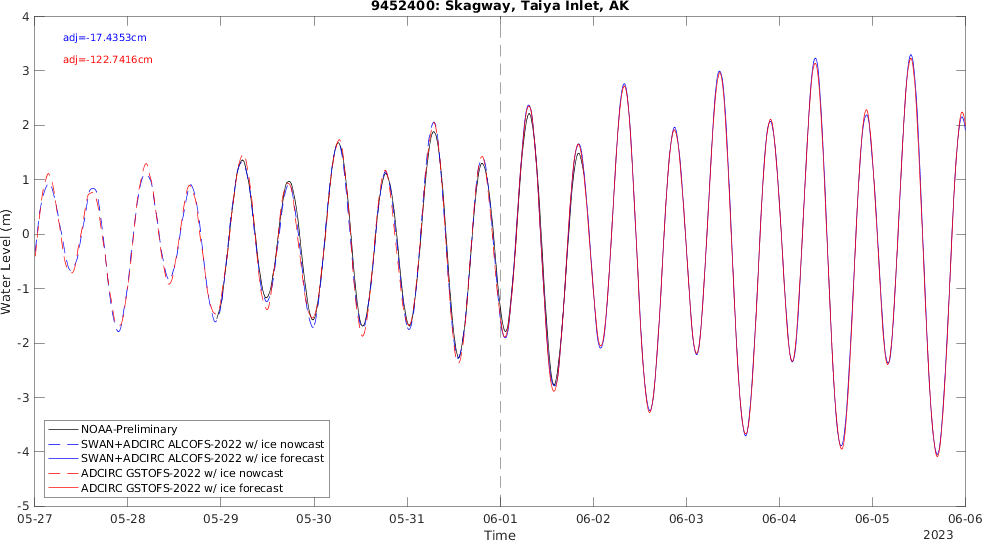 9452400: Skagway, Taiya Inlet, AK
adj=-17.4353cm
adj=-122.7416cm
4
3
2
1
0
-1
-2
-3
-4
-5
Water Level (m)
NOAA-Preliminary
SWAN+ADCIRC ALCOFS-2022 w/ ice nowcast
SWAN+ADCIRC ALCOFS-2022 w/ ice forecast
ADCIRC GSTOFS-2022 w/ ice nowcast
ADCIRC GSTOFS-2022 w/ ice forecast
05-27 05-28 05-29 05-30 05-31 06-01 06-02 06-03 06-04 06-05 06-06
Time
2023